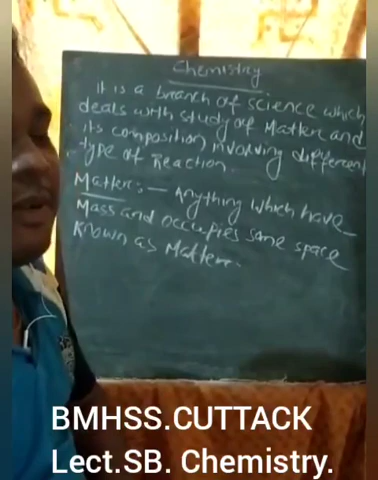 Chemistry
It is a branch of science which
deals with study of Matter and
its composition involving different
type of Reaction.
Matter:- Anything which have
Mass and occupies some space
known as Matter.
BMHSS.CUTTACK
Lect.SB. Chemistry.